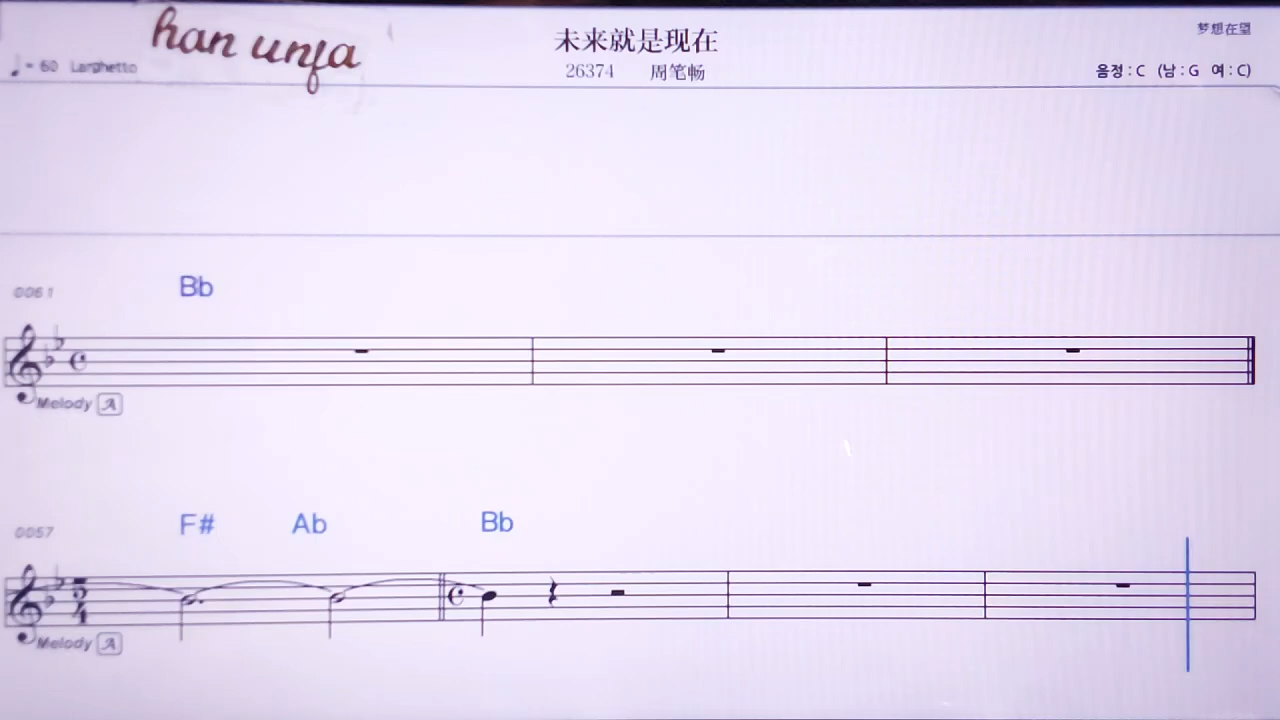 han unfa
未来就是现在
梦想在望
♩= 60 Larghetto
26374 周笔畅
음정 : C (남 : G 여 : C)
0061
Bb
Melody A
0057
F# Ab Bb
Melody A